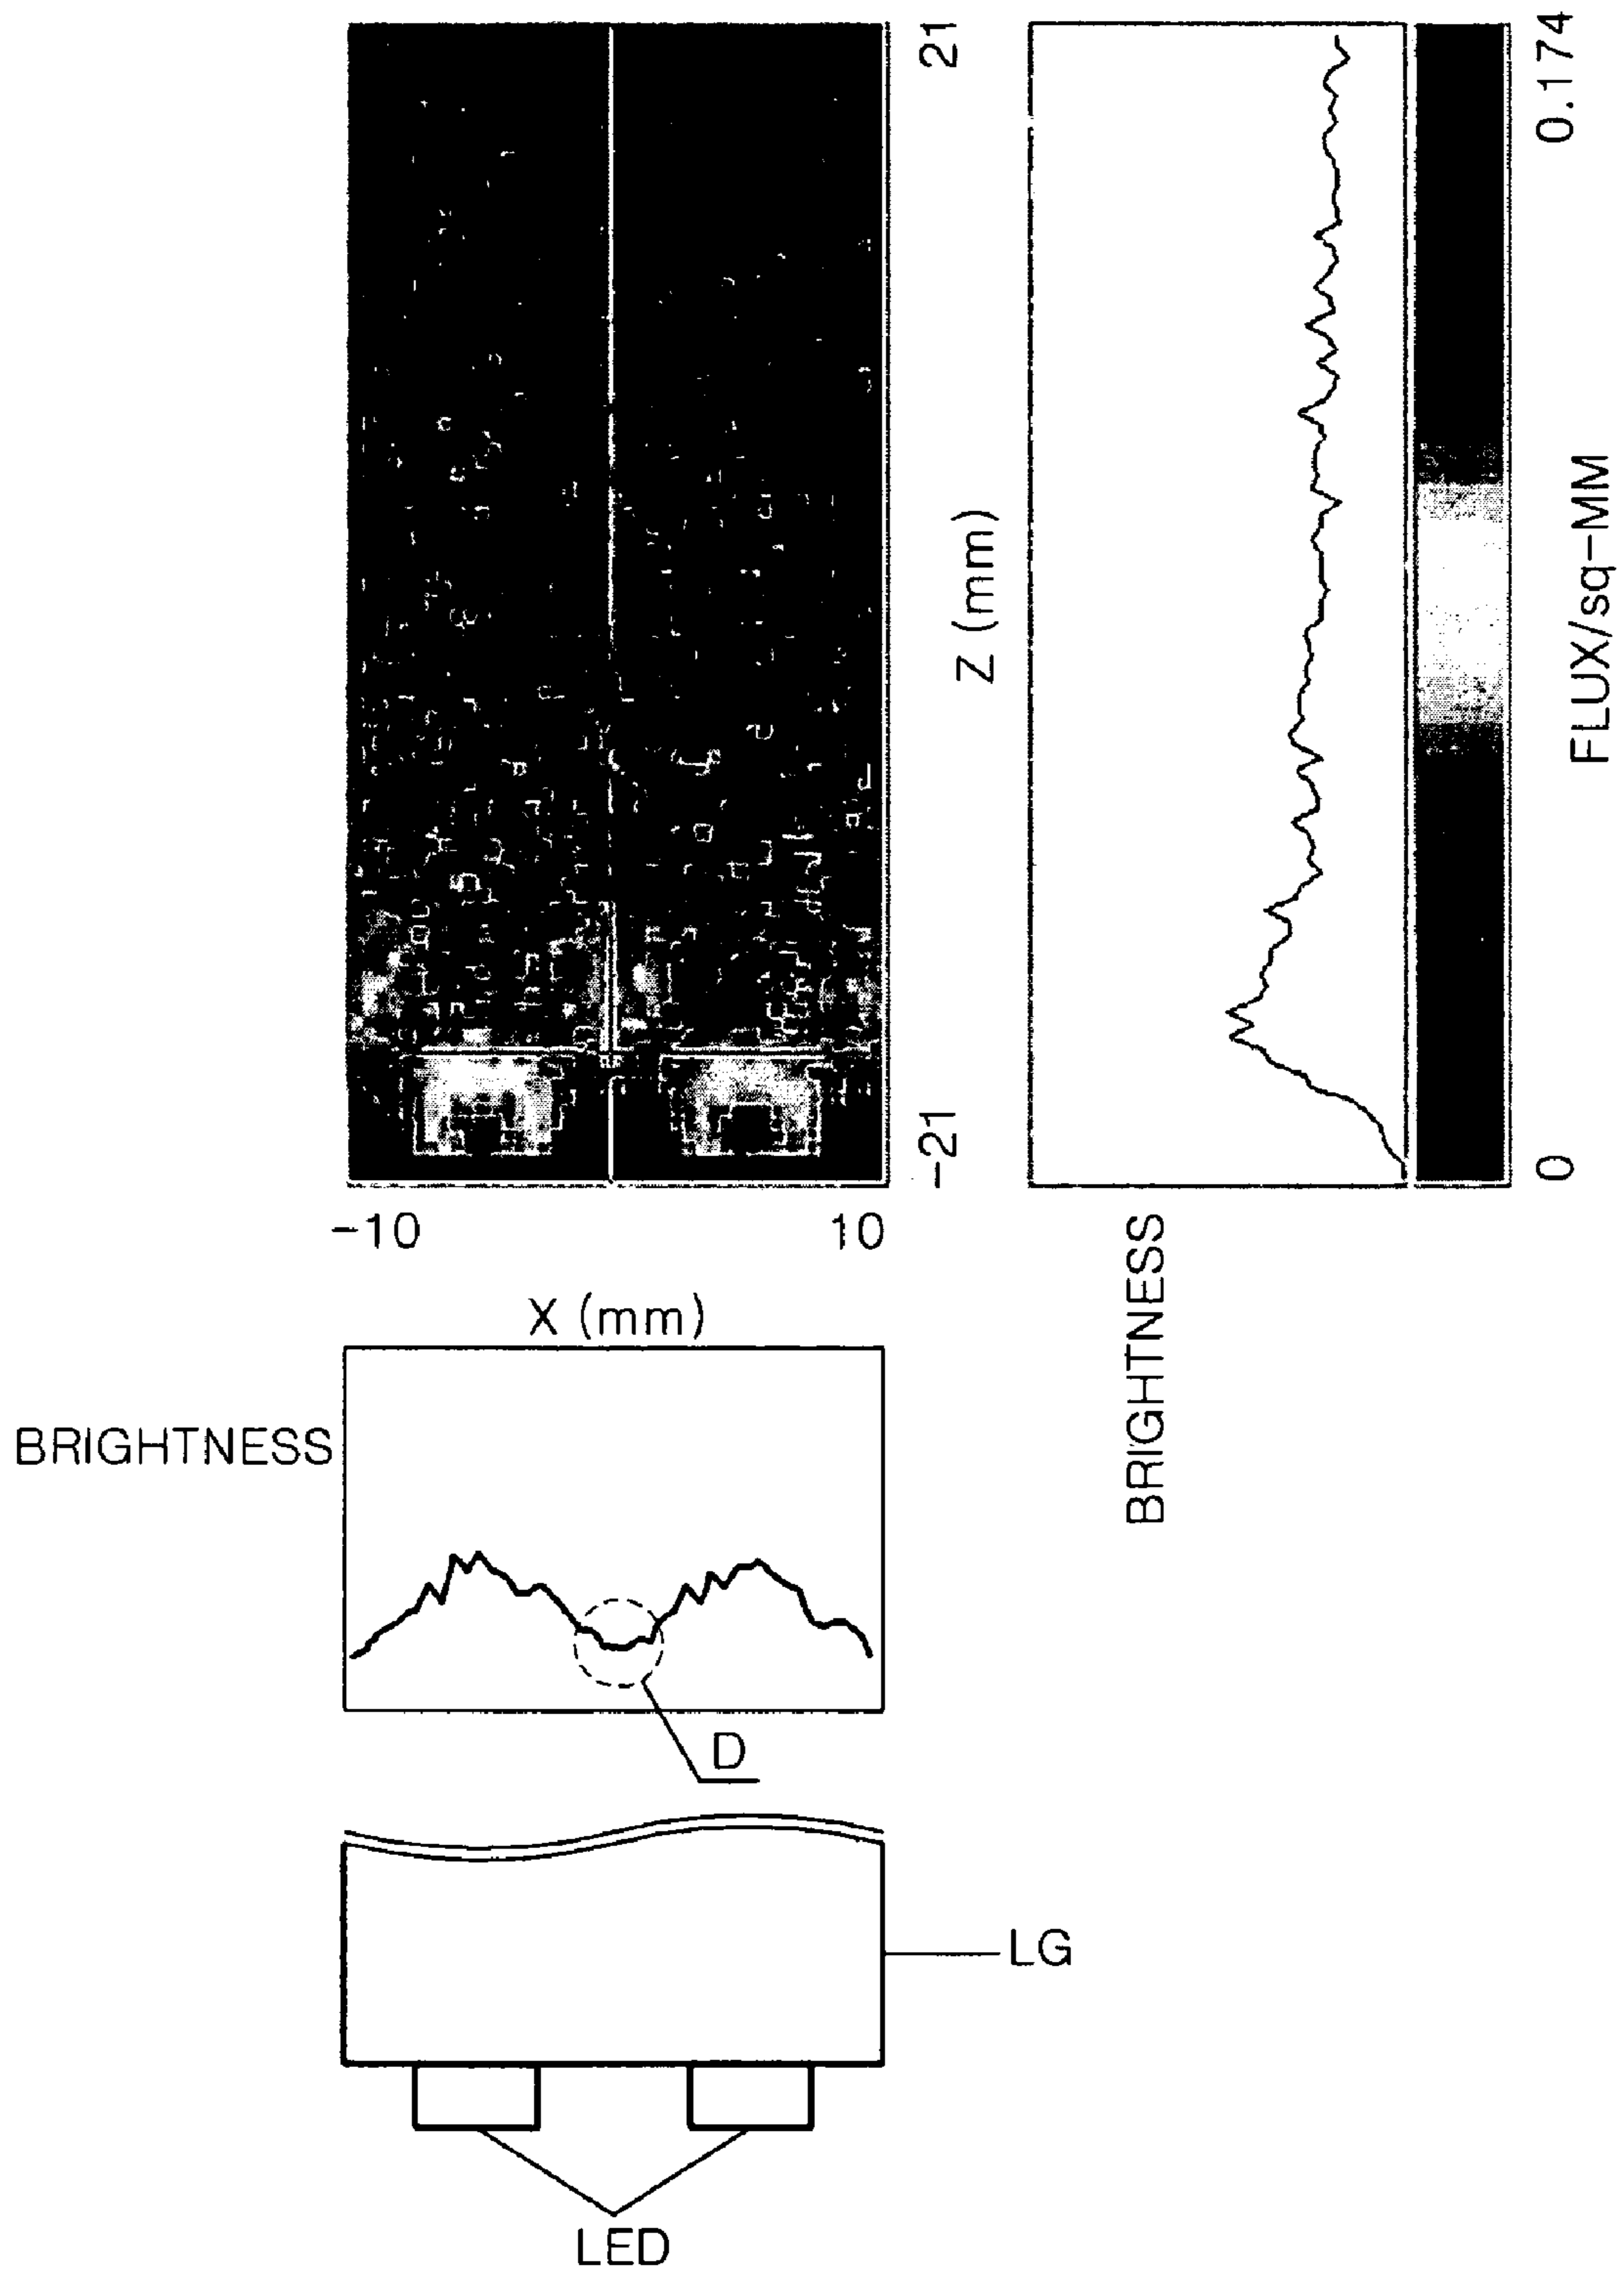 21
Z (mm)
-21
0.174
FLUX/sq-MM
0
-10
10
X (mm)
BRIGHTNESS
BRIGHTNESS
D
LG
LED